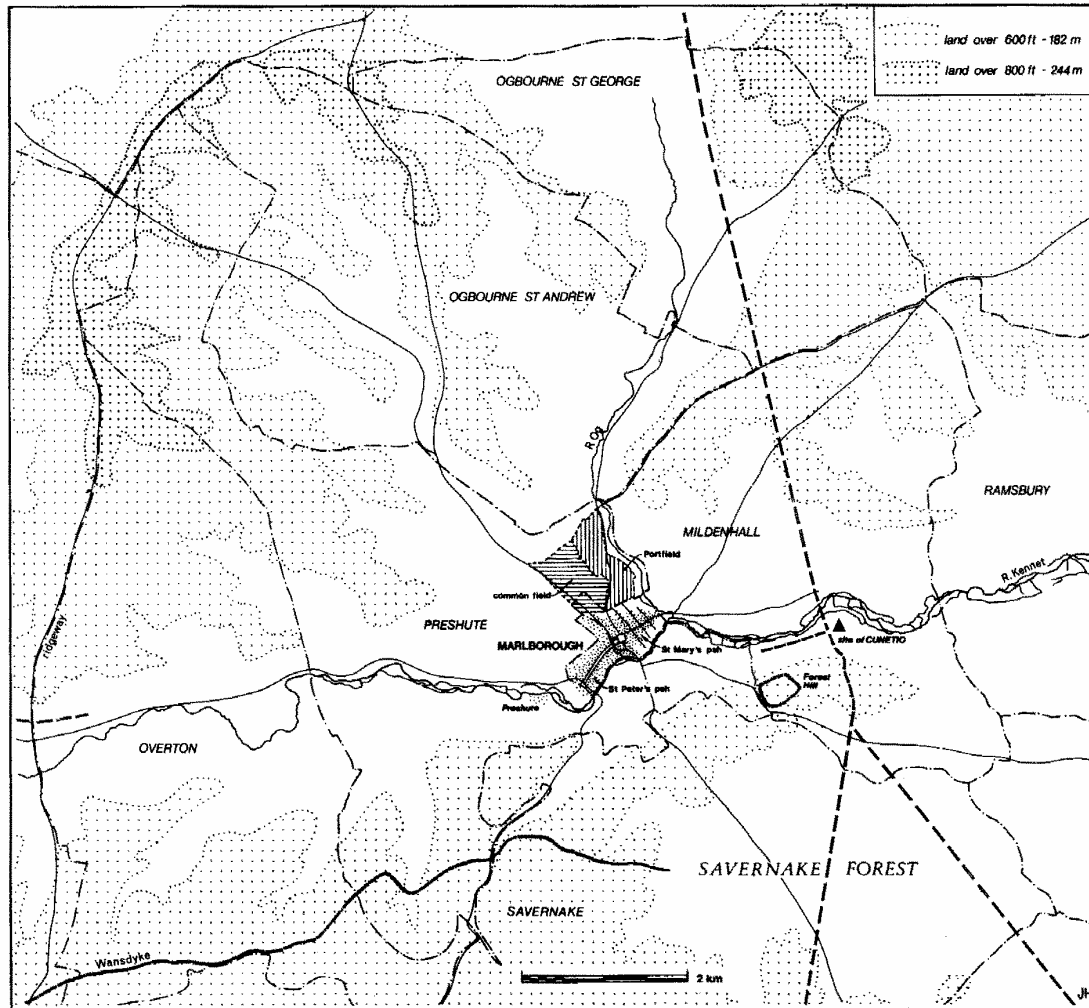 land over 600 ft - 182 m
land over 800 ft - 244 m
OGBOURNE ST GEORGE
OGBOURNE ST ANDREW
R Og
RAMSBURY
MILDENHALL
Portfield
R. Kennet
common field
PRESHUTE
MARLBOROUGH
site of CUNETIO
St Mary's psh
ridgeway
Forest
Hill
St Peter's psh
Preshute
OVERTON
SAVERNAKE FOREST
SAVERNAKE
Wansdyke
2 km